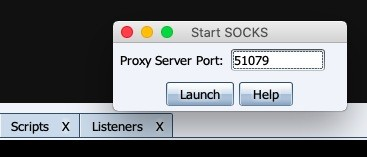 Start SOCKS
Proxy Server Port: 51079
Launch Help
Scripts X Listeners X